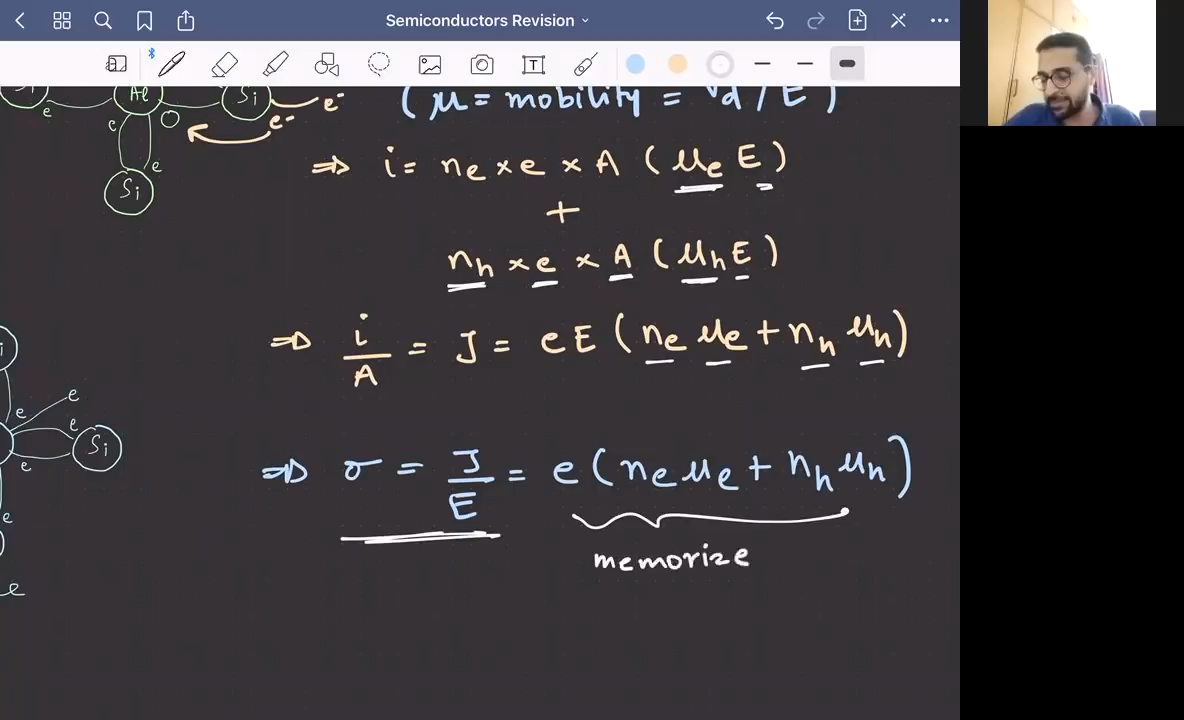 Semiconductors Revision
T
Al
Si
e
e-
e-
(μ = mobility = Vd / E )
e
e
e
Si
⇒ i = ne × e × A ( μe E )
+
nh × e × A ( μh E )
⇒ i/A = J = eE ( ne μe + nh μh )
e
e
e
Si
e
⇒ σ = J/E = e ( ne μe + nh μh )
memorize
e
e